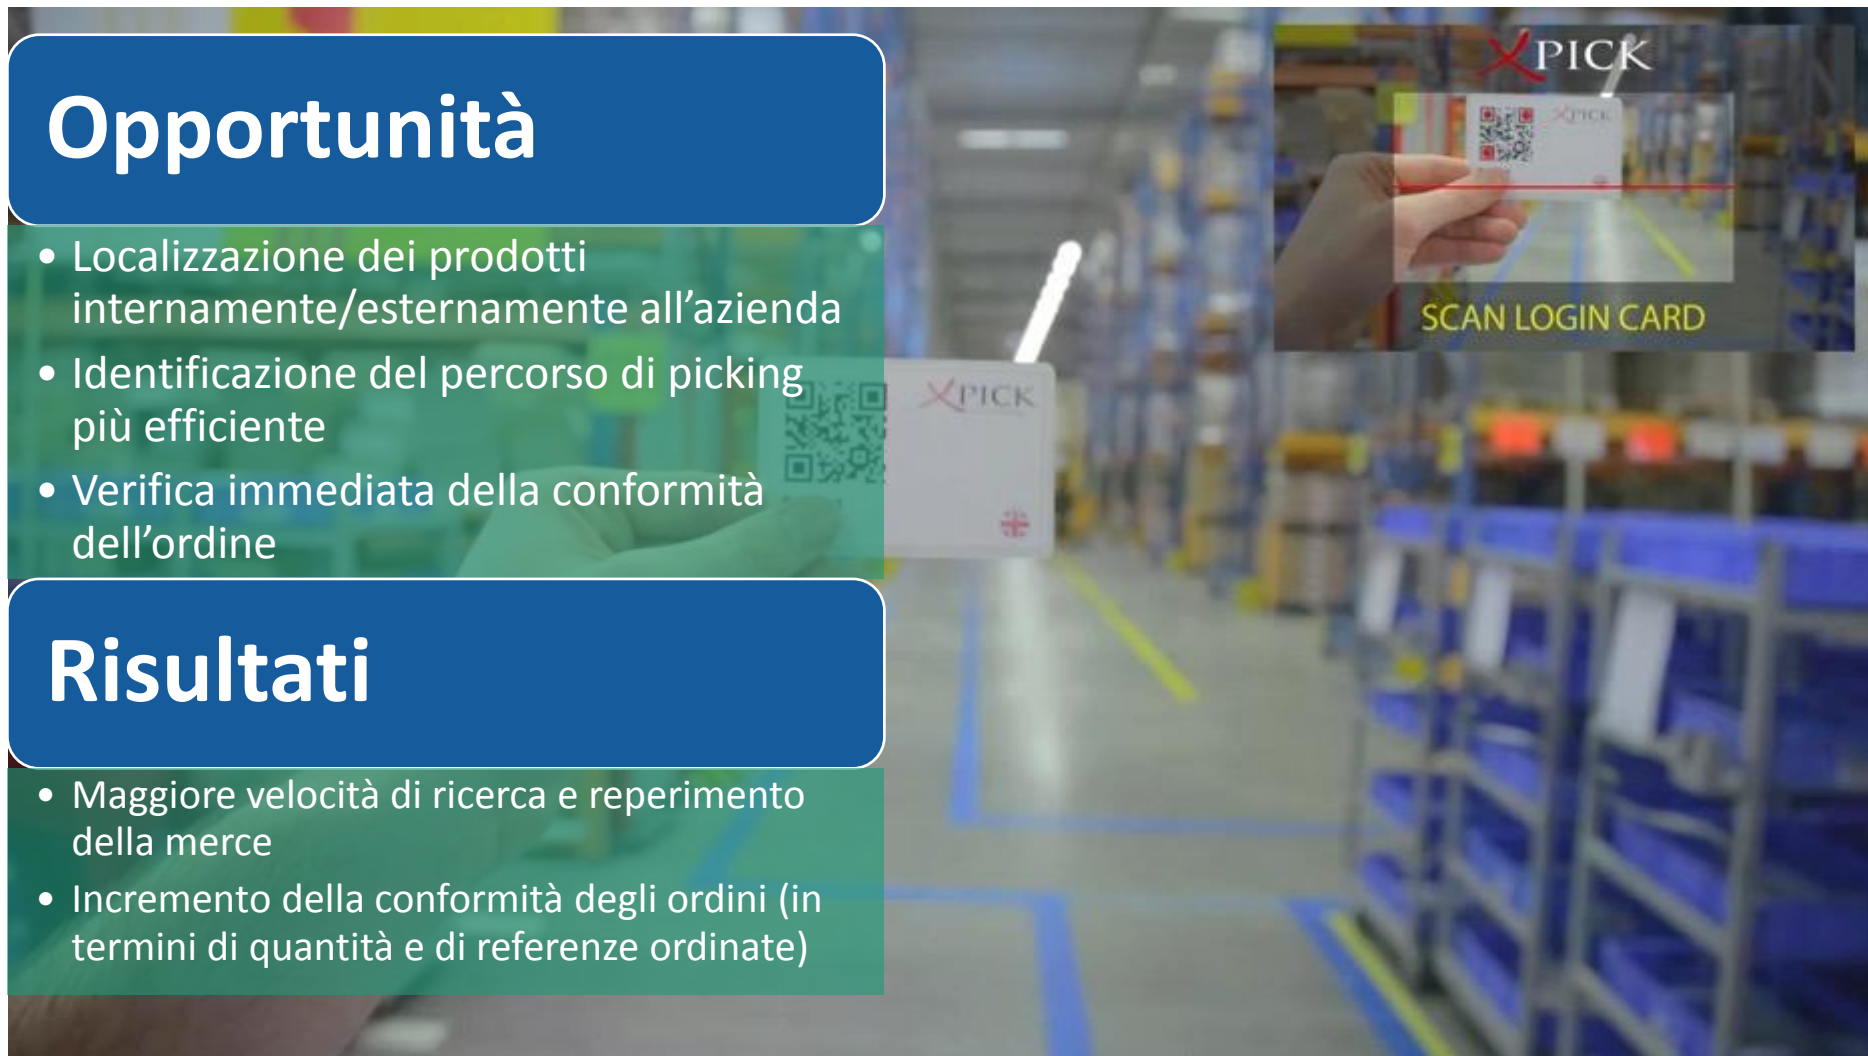 Opportunità
• Localizzazione dei prodotti
internamente/esternamente all’azienda
• Identificazione del percorso di picking
più efficiente
• Verifica immediata della conformità
dell’ordine
Risultati
• Maggiore velocità di ricerca e reperimento
della merce
• Incremento della conformità degli ordini (in
termini di quantità e di referenze ordinate)
XPICK
XPICK
SCAN LOGIN CARD
XPICK